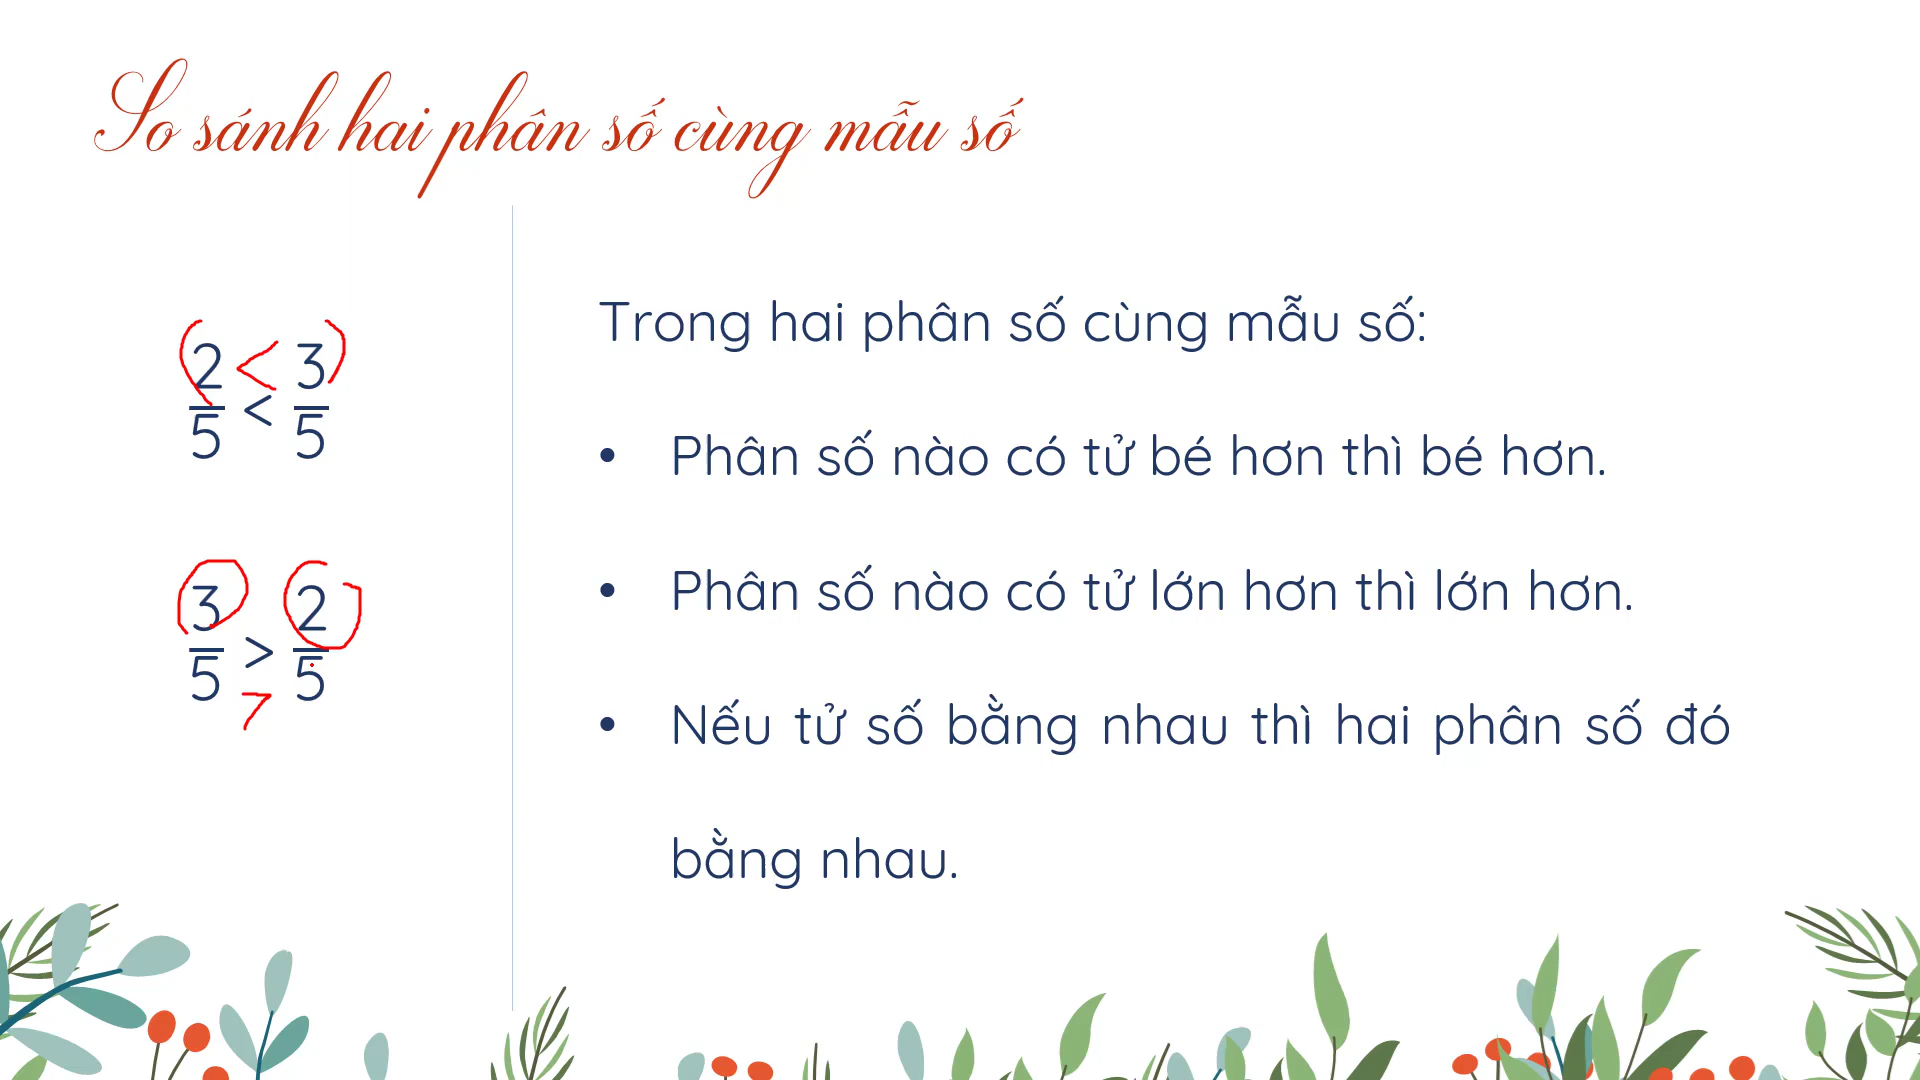 So sánh hai phân số cùng mẫu số
2 < 3
5 < 5
3 2
5 > 5
>
Trong hai phân số cùng mẫu số:
• Phân số nào có tử bé hơn thì bé hơn.
• Phân số nào có tử lớn hơn thì lớn hơn.
• Nếu tử số bằng nhau thì hai phân số đó
bằng nhau.